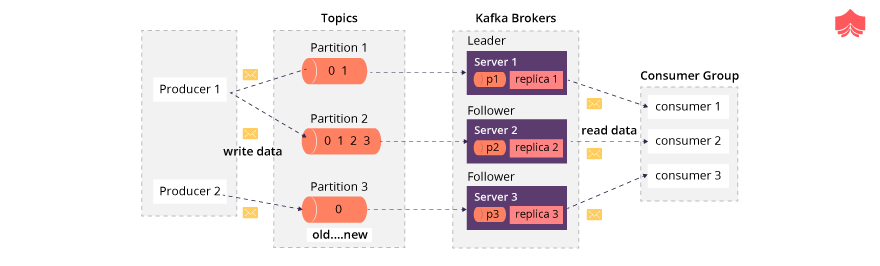 Topics
Kafka Brokers
Consumer Group
Producer 1
Producer 2
write data
Partition 1
0 1
Partition 2
0 1 2 3
Partition 3
0
old....new
Leader
Server 1
p1 replica 1
Follower
Server 2
p2 replica 2
Follower
Server 3
p3 replica 3
read data
consumer 1
consumer 2
consumer 3